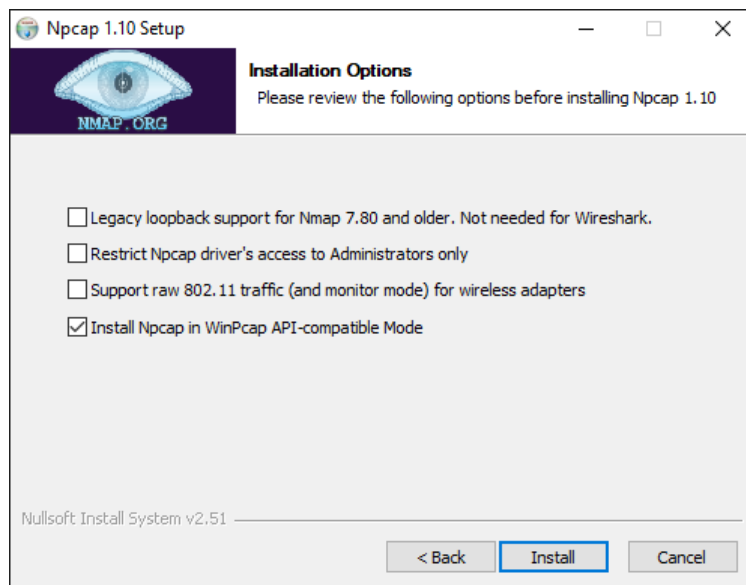 Npcap 1.10 Setup
NMAP.ORG
Installation Options
Please review the following options before installing Npcap 1.10
Legacy loopback support for Nmap 7.80 and older. Not needed for Wireshark.
Restrict Npcap driver's access to Administrators only
Support raw 802.11 traffic (and monitor mode) for wireless adapters
Install Npcap in WinPcap API-compatible Mode
Nullsoft Install System v2.51
< Back Install Cancel